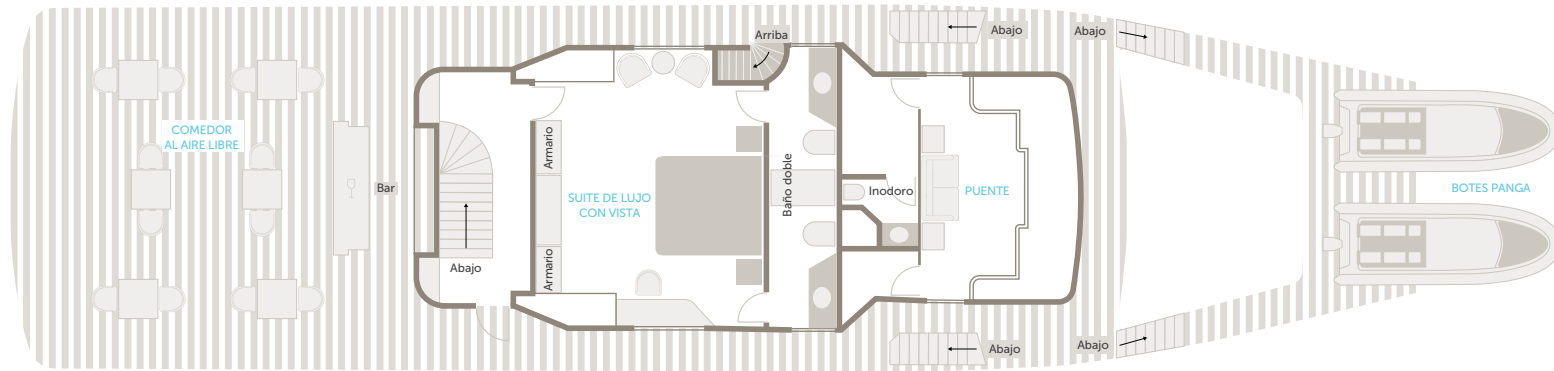 COMEDOR
AL AIRE LIBRE
Bar
Abajo
Armario
Armario
SUITE DE LUJO
CON VISTA
Arriba
Baño doble
Inodoro
PUENTE
Abajo
Abajo
Abajo
Abajo
BOTES PANGA